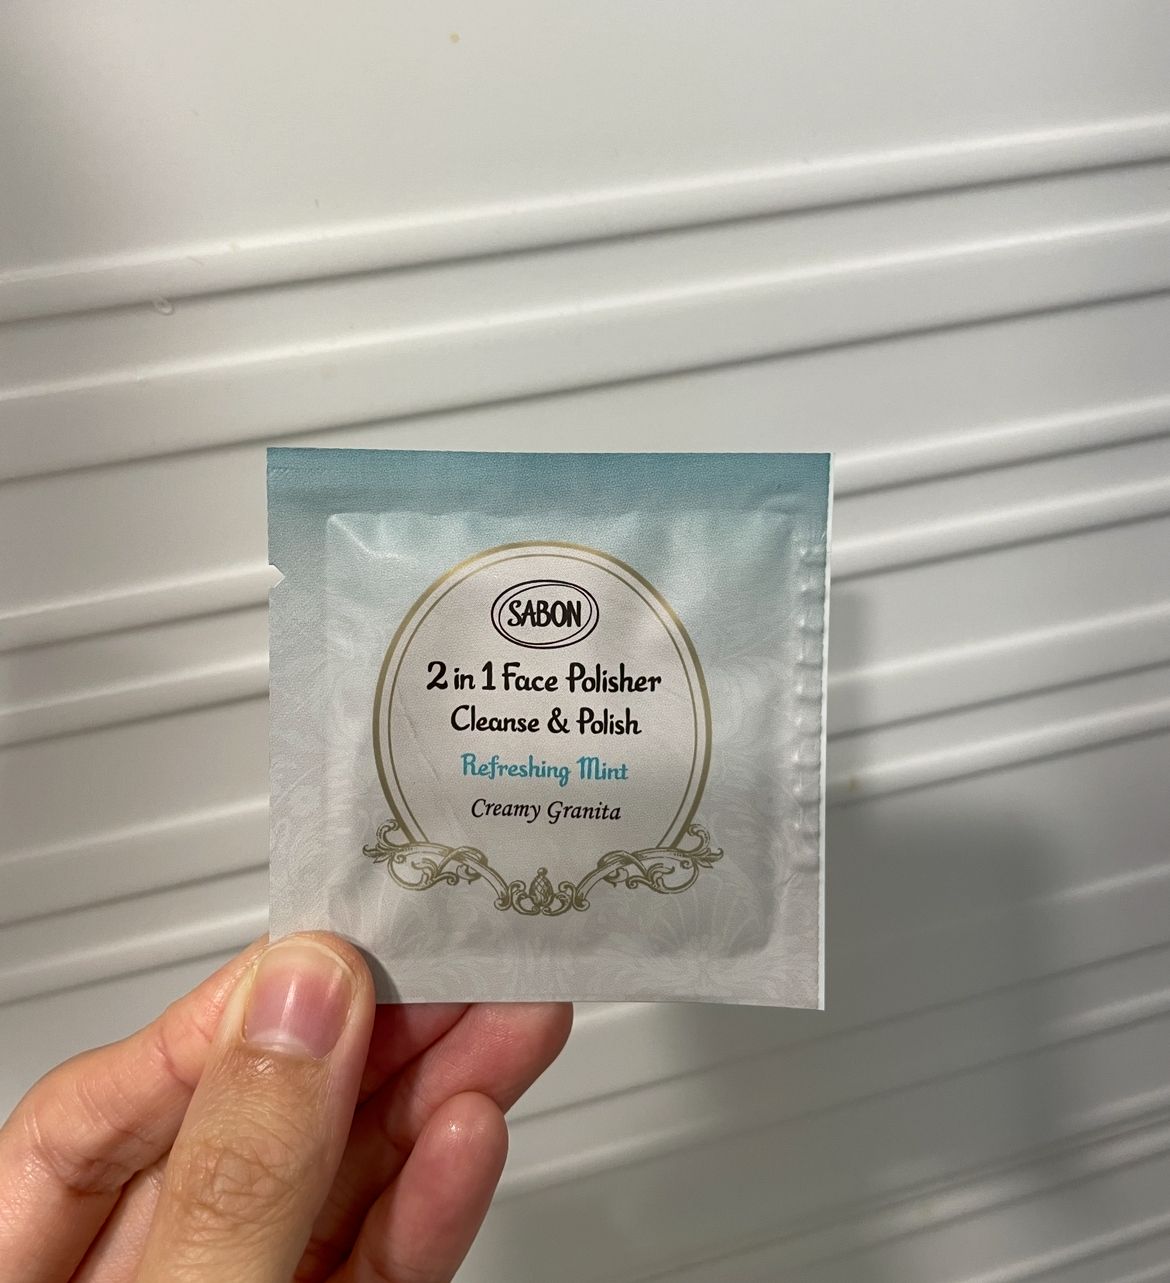 SABON
2 in 1 Face Polisher
Cleanse & Polish
Refreshing Mint
Creamy Granita